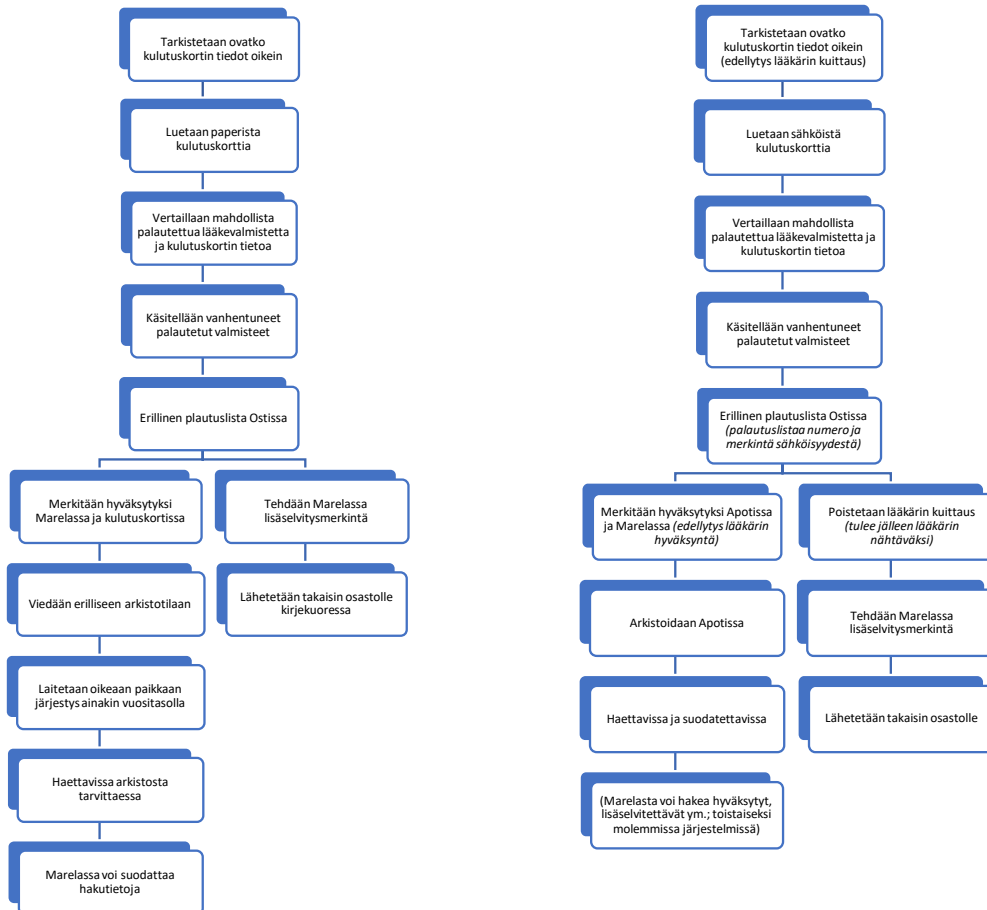 Tarkistetaan ovatko
kulutuskortin tiedot oikein
Luetaan paperista
kulutuskorttia
Vertaillaan mahdollista
palautettua lääkevalmistetta
ja kulutuskortin tietoa
Käsitellään vanhentuneet
palautetut valmisteet
Erillinen plautuslista Ostissa
Merkitään hyväksytyksi
Marelassa ja kulutuskortissa
Viedään erilliseen arkistotilaan
Laitetaan oikeaan paikkaan
järjestys ainakin vuositasolla
Haettavissa arkistosta
tarvittaessa
Marelassa voi suodattaa
hakutietoja
Tehdään Marelassa
lisäselvitysmerkintä
Lähetetään takaisin osastolle
kirjekuoressa
Tarkistetaan ovatko
kulutuskortin tiedot oikein
(edellytys lääkärin kuittaus)
Luetaan sähköistä
kulutuskorttia
Vertaillaan mahdollista
palautettua lääkevalmistetta ja
kulutuskortin tietoa
Käsitellään vanhentuneet
palautetut valmisteet
Erillinen plautuslista Ostissa
(palautuslistaa numero ja
merkintä sähköisyydestä)
Merkitään hyväksytyksi Apotissa
ja Marelassa (edellytys lääkärin
hyväksyntä)
Arkistoidaan Apotissa
Haettavissa ja suodatettavissa
(Marelasta voi hakea hyväksytyt,
lisäselvitettävät ym.; toistaiseksi
molemmissa järjestelmissä)
Poistetaan lääkärin kuittaus
(tulee jälleen lääkärin
nähtäväksi)
Tehdään Marelassa
lisäselvitysmerkintä
Lähetetään takaisin osastolle